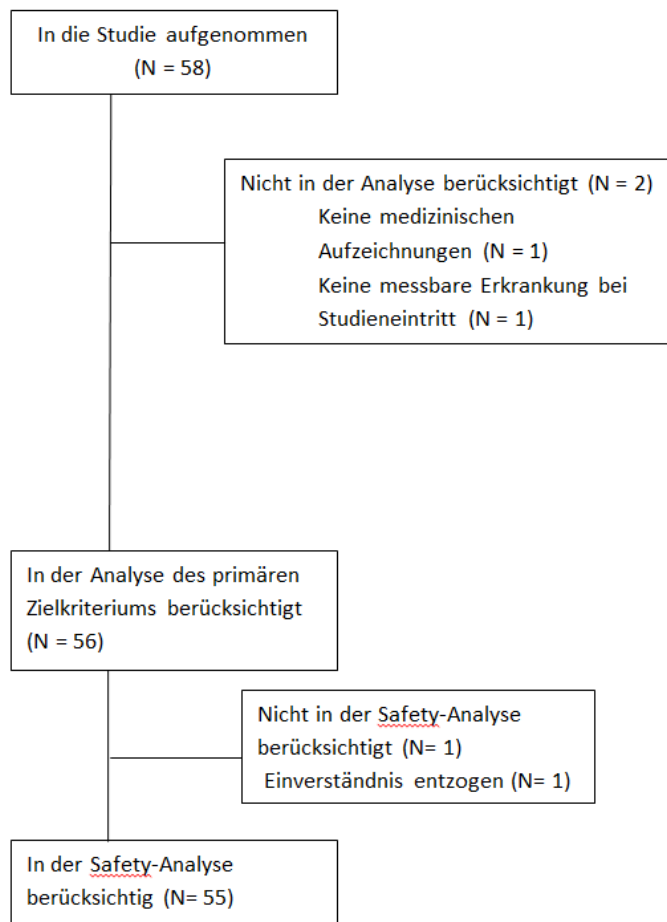 In die Studie aufgenommen
(N = 58)
Nicht in der Analyse berücksichtigt (N = 2)
Keine medizinischen
Aufzeichnungen (N = 1)
Keine messbare Erkrankung bei
Studieneintritt (N = 1)
In der Analyse des primären
Zielkriteriums berücksichtigt
(N = 56)
Nicht in der Safety-Analyse
berücksichtigt (N= 1)
Einverständnis entzogen (N= 1)
In der Safety-Analyse
berücksichtig (N= 55)